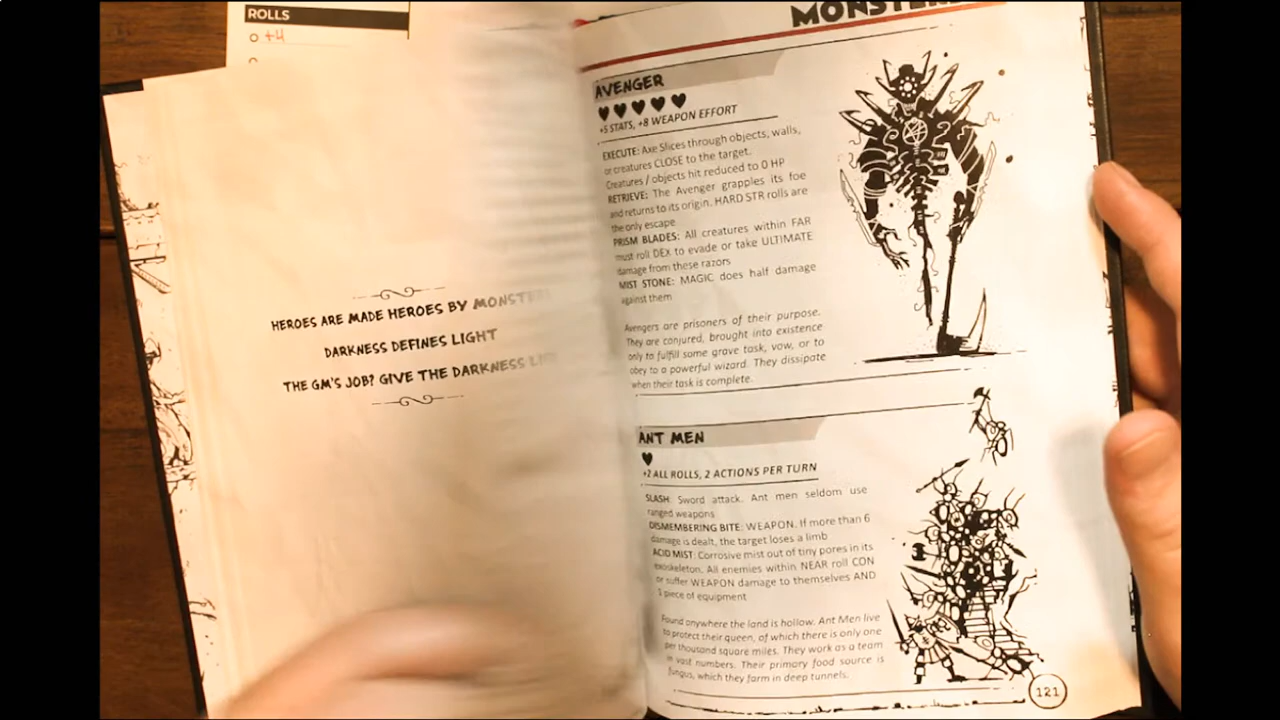 ROLLS
+4
HEROES ARE MADE HEROES BY MONSTERS
DARKNESS DEFINES LIGHT
THE GM'S JOB? GIVE THE DARKNESS
AVENGER
+5 STATS, +8 WEAPON EFFORT
EXECUTE: Axe Slices through objects, walls,
or creatures CLOSE to the target.
Creatures / objects hit reduced to 0 HP
RETRIEVE: The Avenger grapples its foe
and returns to its origin. HARD STR rolls are
the only escape
PRISM BLADES: All creatures within FAR
must roll DEX to evade or take ULTIMATE
damage from these razors
MIST STONE: MAGIC does half damage
against them
Avengers are prisoners of their purpose.
They are conjured, brought into existence
only to fulfill some grave task, vow, or to
obey to a powerful wizard. They dissipate
when their task is complete.
ANT MEN
+2 ALL ROLLS, 2 ACTIONS PER TURN
SLASH: Sword attack. Ant men seldom use
ranged weapons
DISMEMBERING BITE: WEAPON. If more than 6
damage is dealt, the target loses a limb
ACID MIST: Corrosive mist out of tiny pores in its
exoskeleton. All enemies within NEAR roll CON
or suffer WEAPON damage to themselves AND
1 piece of equipment
Found anywhere the land is hollow. Ant Men live
to protect their queen, of which there is only one
per thousand square miles. They work as a team
in vast numbers. Their primary food source is
fungus, which they farm in deep tunnels.
121